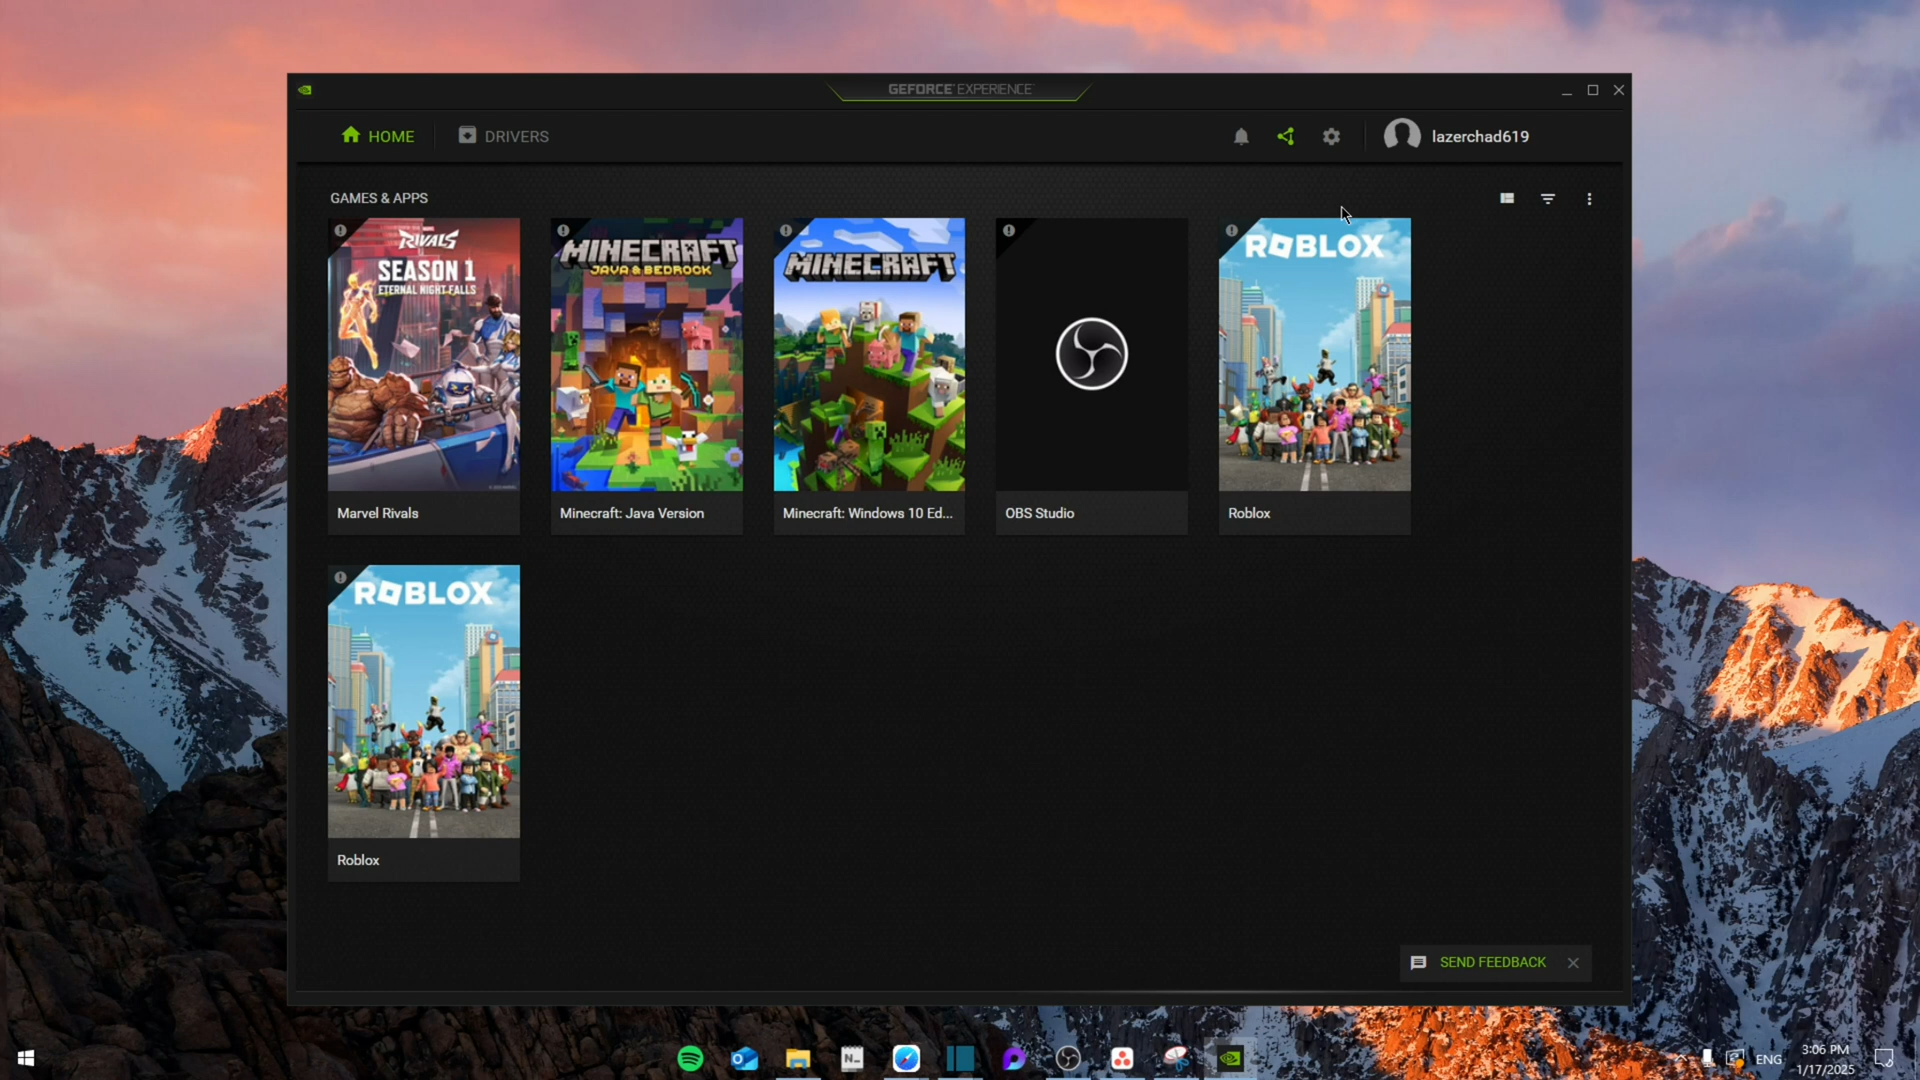 GEFORCE EXPERIENCE
HOME
DRIVERS
lazerchad619
GAMES & APPS
MARVEL
RIVALS
SEASON 1
ETERNAL NIGHT FALLS
Marvel Rivals
MINECRAFT
JAVA & BEDROCK
Minecraft: Java Version
MINECRAFT
Minecraft: Windows 10 Ed...
OBS Studio
ROBLOX
Roblox
ROBLOX
Roblox
SEND FEEDBACK
N_
ENG
3:06 PM
1/17/2025